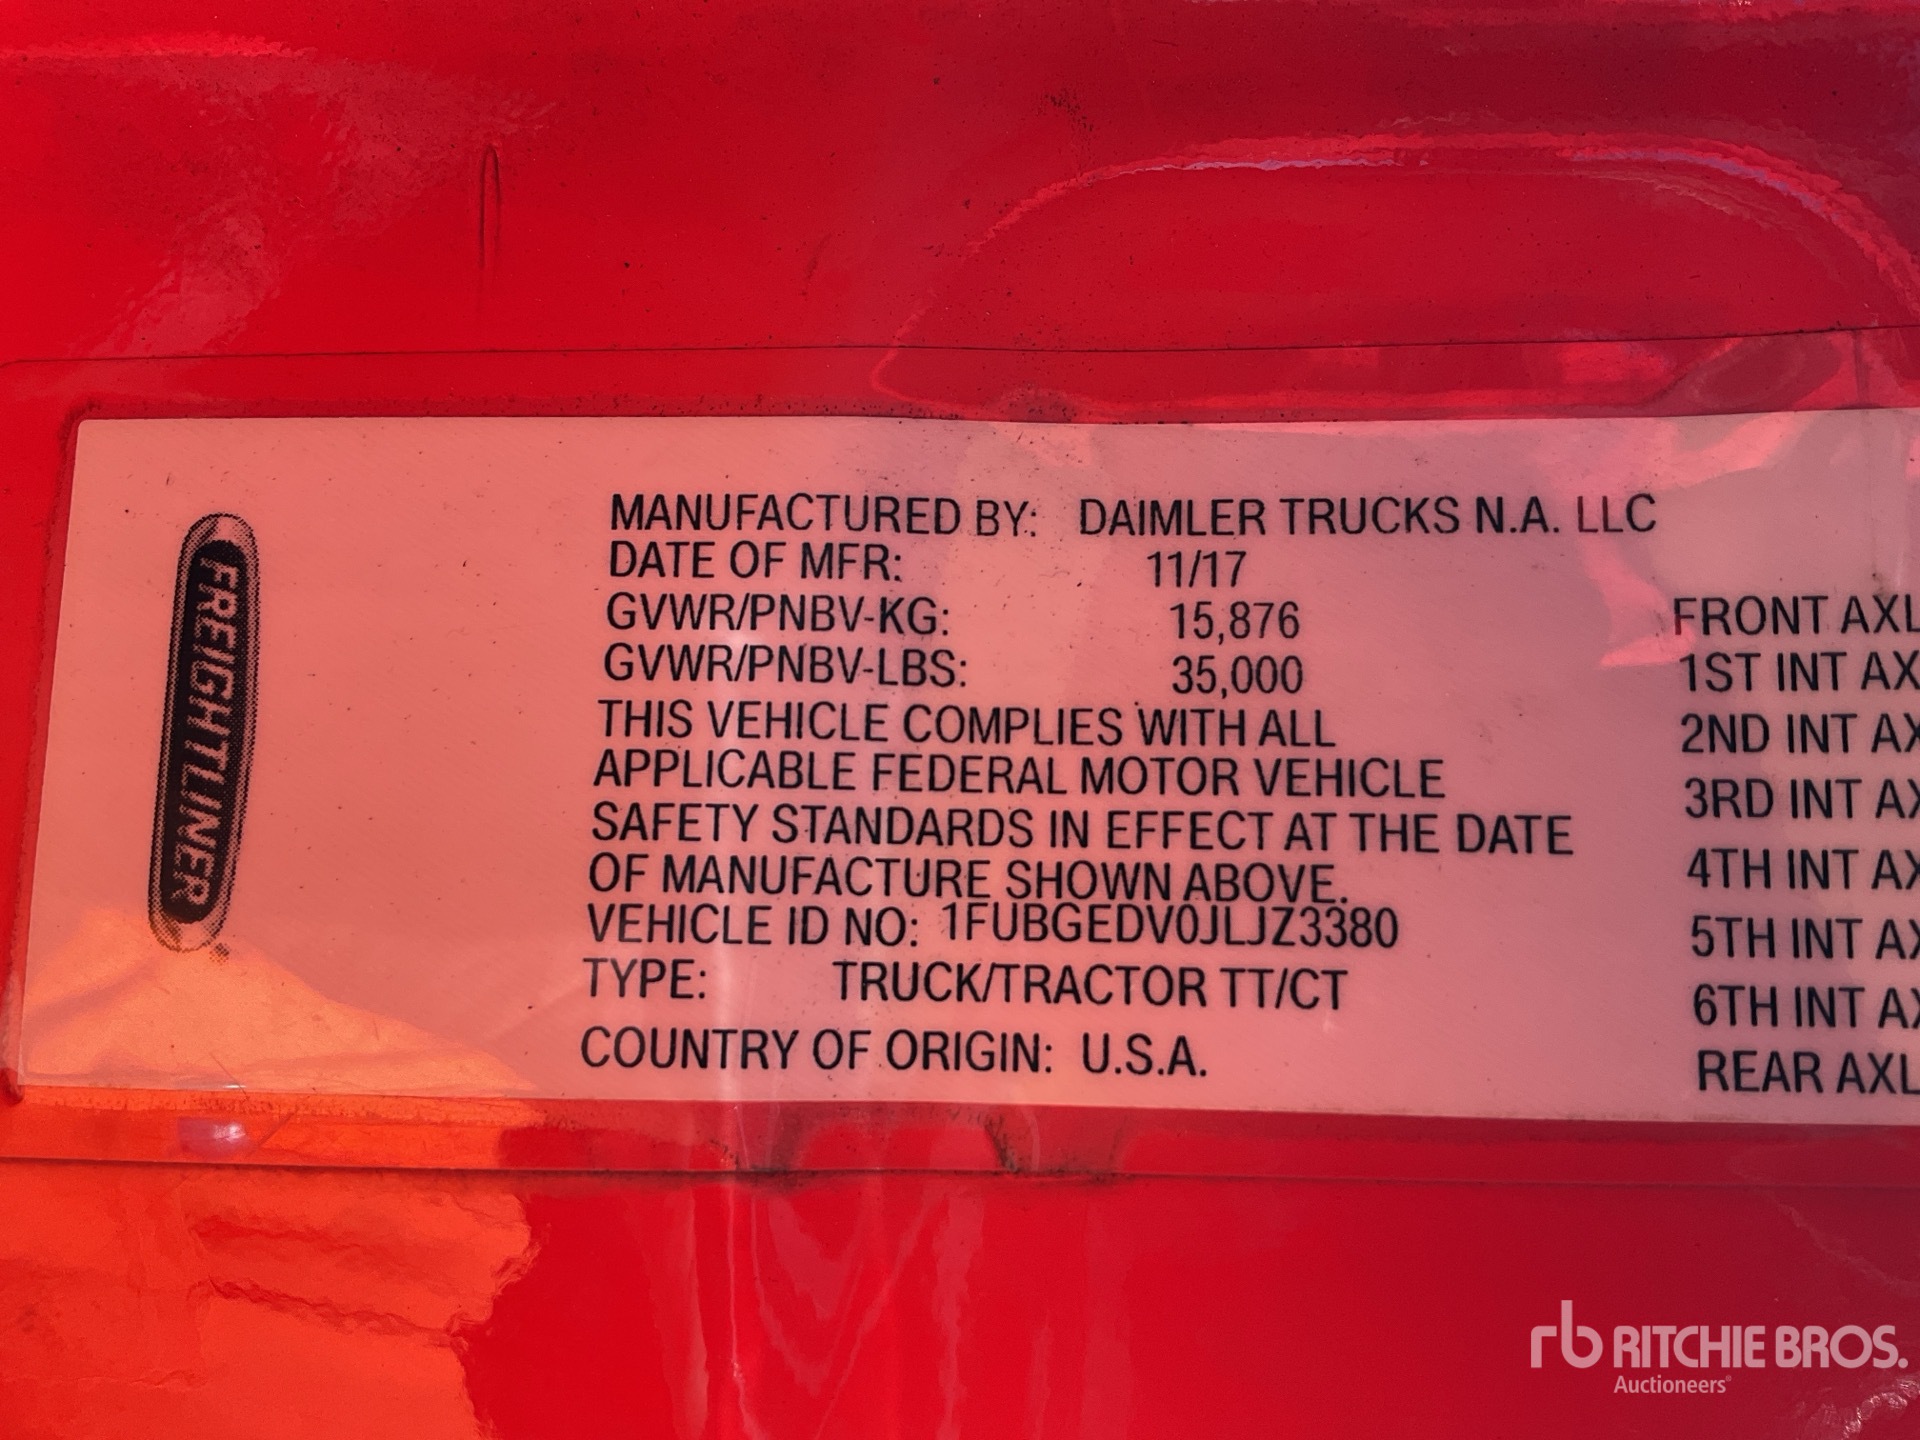 FREIGHTLINER
MANUFACTURED BY: DAIMLER TRUCKS N.A. LLC
DATE OF MFR: 11/17
GVWR/PNBV-KG: 15,876
GVWR/PNBV-LBS: 35,000
THIS VEHICLE COMPLIES WITH ALL
APPLICABLE FEDERAL MOTOR VEHICLE
SAFETY STANDARDS IN EFFECT AT THE DATE
OF MANUFACTURE SHOWN ABOVE.
VEHICLE ID NO: 1FUBGEDV0JLJZ3380
TYPE: TRUCK/TRACTOR TT/CT
COUNTRY OF ORIGIN: U.S.A.
FRONT AXL
1ST INT AX
2ND INT AX
3RD INT AX
4TH INT AX
5TH INT AX
6TH INT AX
REAR AXL
rb RITCHIE BROS.
Auctioneers